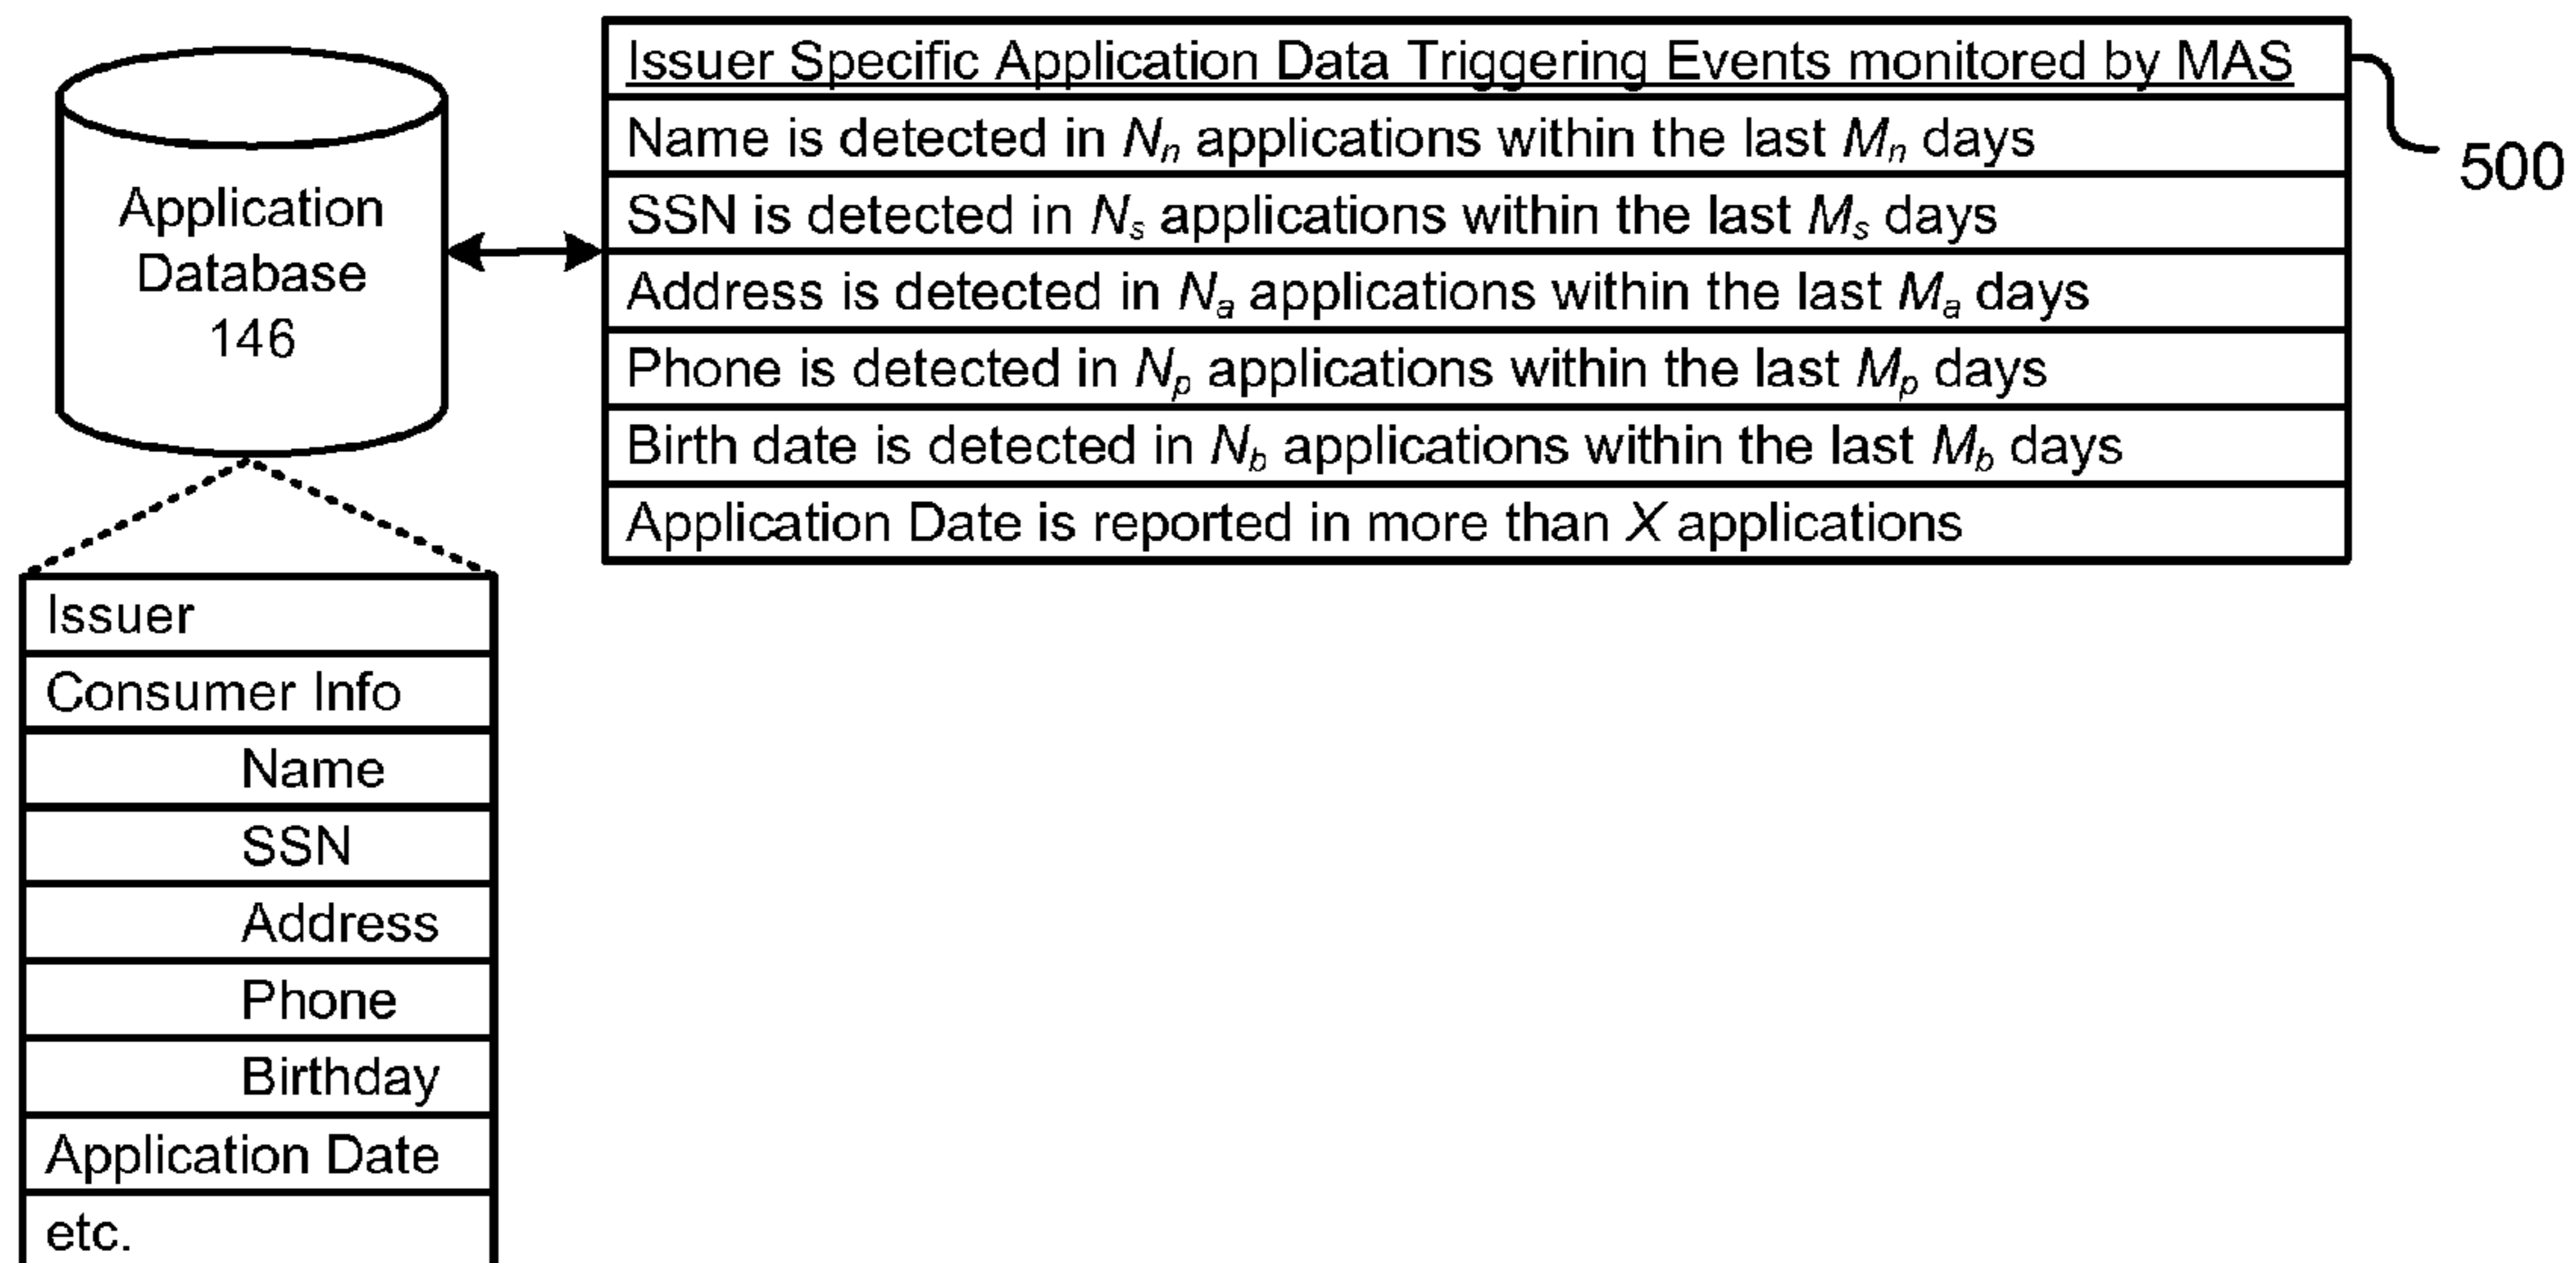 Application
Database
146
Issuer Specific Application Data Triggering Events monitored by MAS
Name is detected in Nn applications within the last Mn days
SSN is detected in Ns applications within the last Ms days
Address is detected in Na applications within the last Ma days
Phone is detected in Np applications within the last Mp days
Birth date is detected in Nb applications within the last Mb days
Application Date is reported in more than X applications
500
Issuer
Consumer Info
Name
SSN
Address
Phone
Birthday
Application Date
etc.